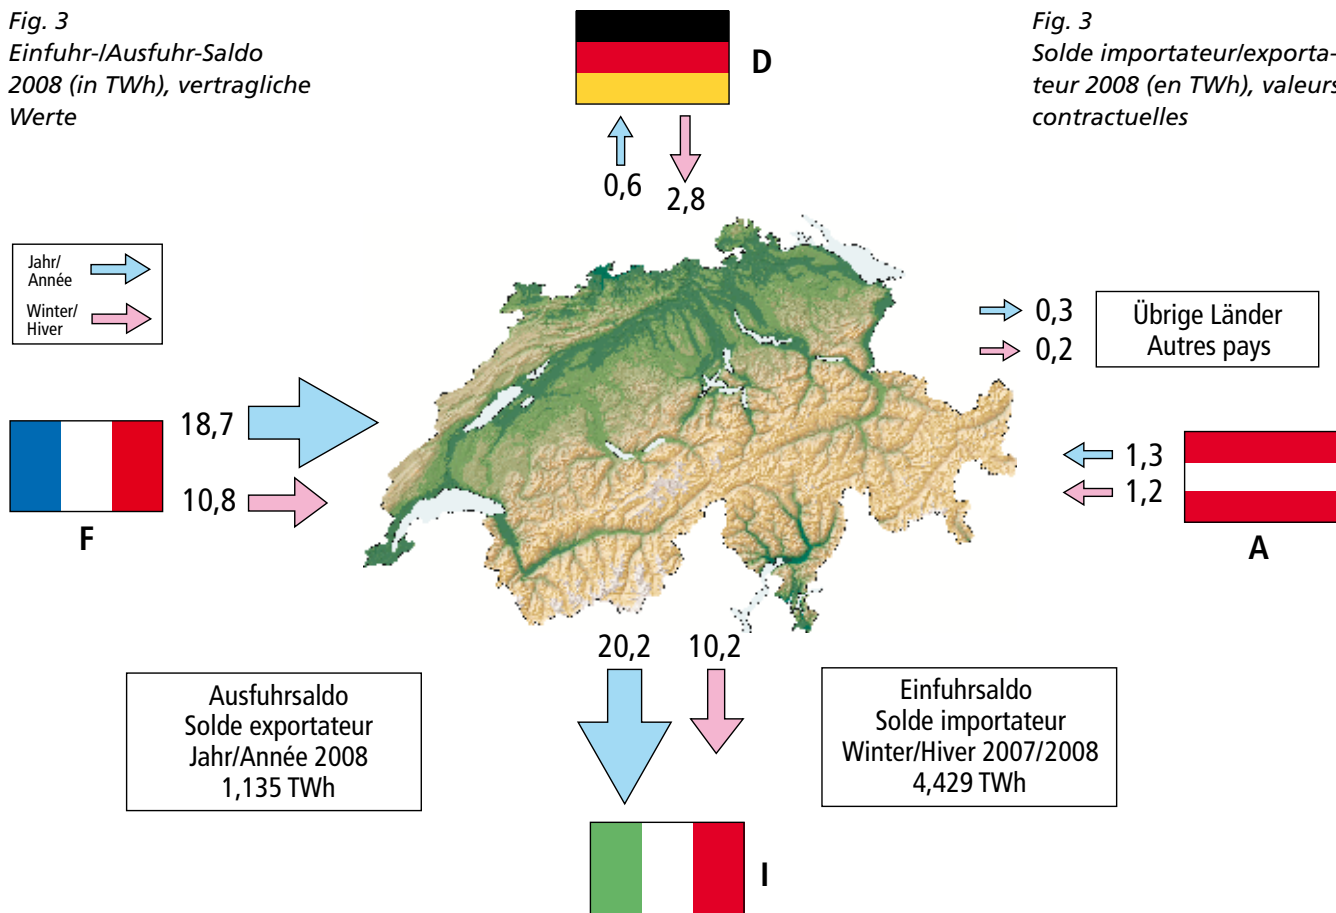 Fig. 3
Einfuhr-/Ausfuhr-Saldo
2008 (in TWh), vertragliche
Werte
Fig. 3
Solde importateur/exporta-
teur 2008 (en TWh), valeurs
contractuelles
D
0,6
2,8
Jahr/
Année
Winter/
Hiver
0,3
0,2
Übrige Länder
Autres pays
18,7
10,8
F
1,3
1,2
A
20,2
10,2
Ausfuhrsaldo
Solde exportateur
Jahr/Année 2008
1,135 TWh
Einfuhrsaldo
Solde importateur
Winter/Hiver 2007/2008
4,429 TWh
I